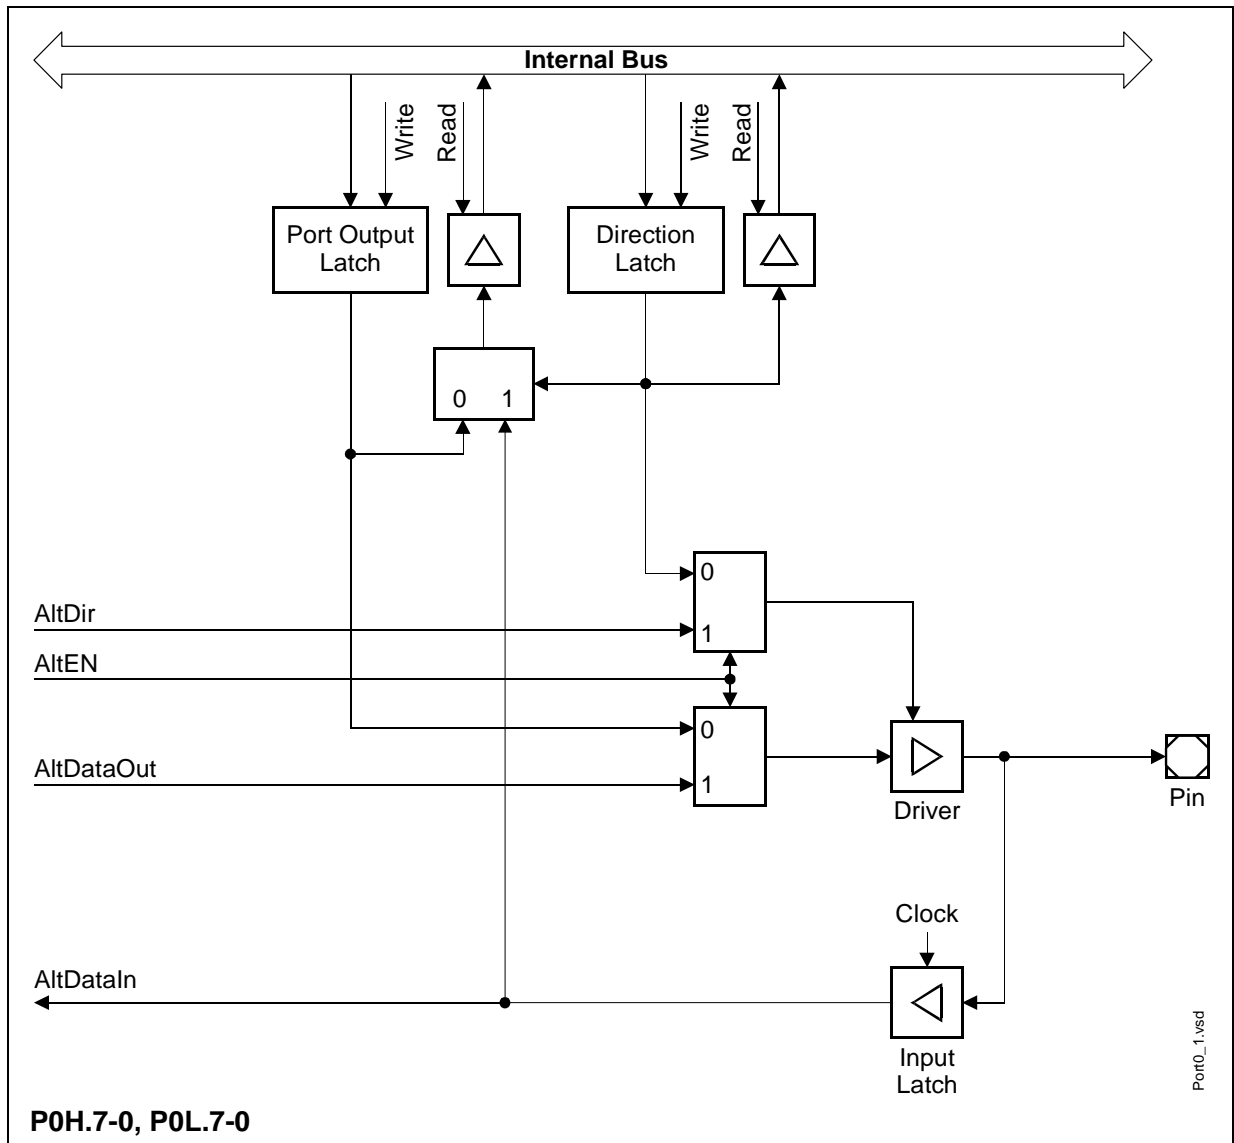 Internal Bus
Write
Read
Write
Read
Port Output
Latch
Direction
Latch
0 1
0
AltDir
1
AltEN
0
AltDataOut
1
Driver
Pin
Clock
AltDataIn
Input
Latch
Port0_1.vsd
P0H.7-0, P0L.7-0